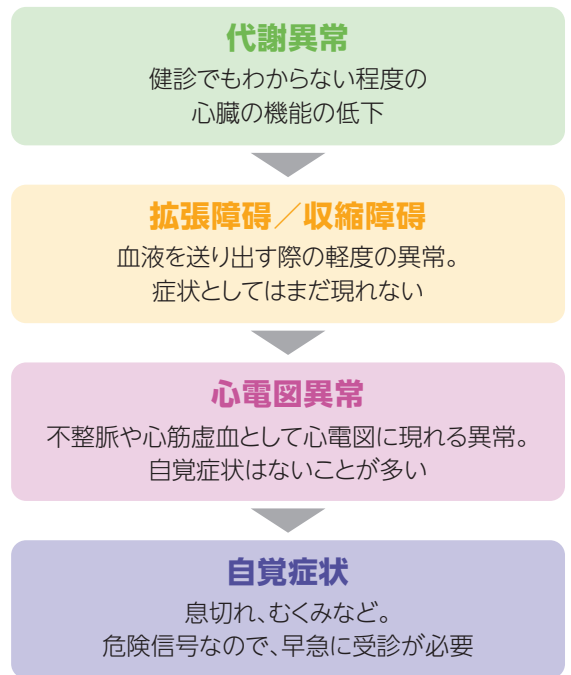 代謝異常
健診でもわからない程度の
心臓の機能の低下
拡張障碍／収縮障碍
血液を送り出す際の軽度の異常。
症状としてはまだ現れない
心電図異常
不整脈や心筋虚血として心電図に現れる異常。
自覚症状はないことが多い
自覚症状
息切れ、むくみなど。
危険信号なので、早急に受診が必要